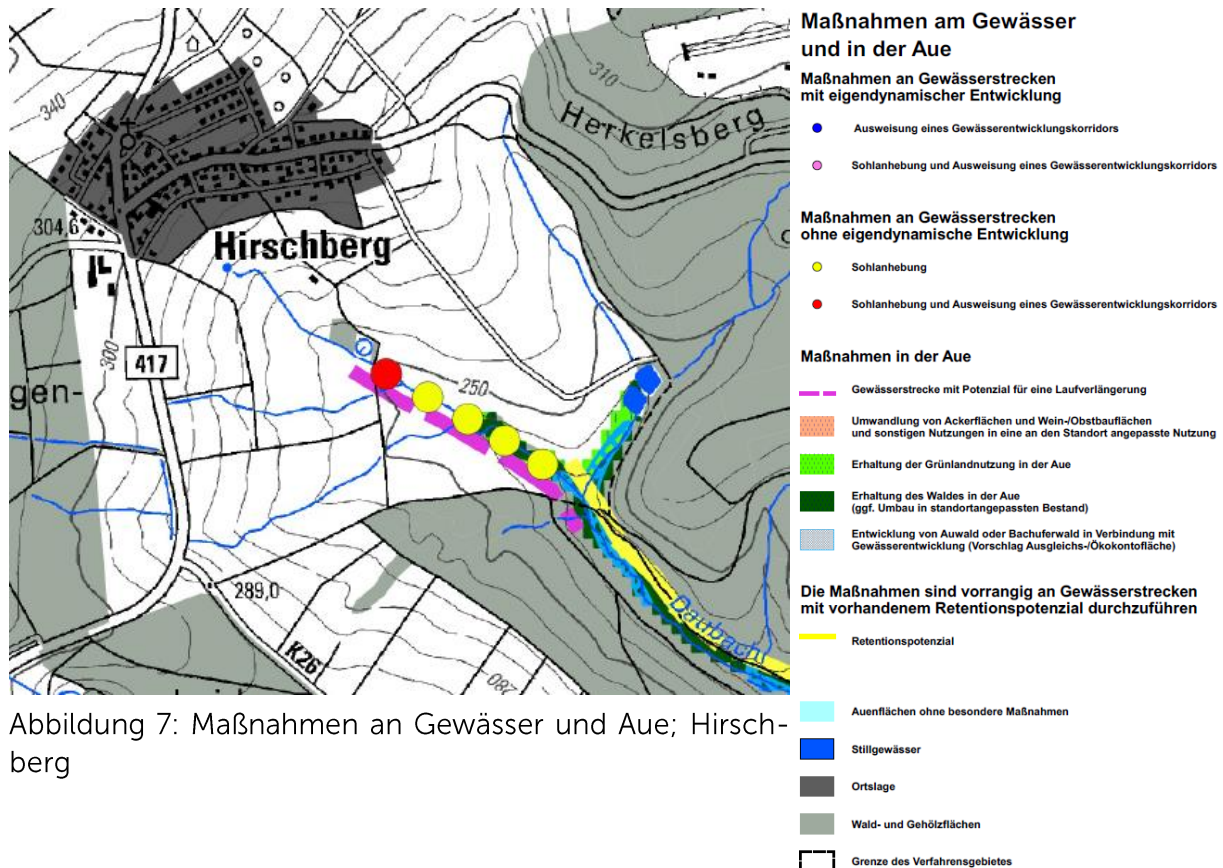 340
310
Herkelsberg
304,6
Hirschberg
300
417
gen-
250
289,0
K26
280
Daubach
Abbildung 7: Maßnahmen an Gewässer und Aue; Hirsch-
berg
Maßnahmen am Gewässer
und in der Aue
Maßnahmen an Gewässerstrecken
mit eigendynamischer Entwicklung
Ausweisung eines Gewässerentwicklungskorridors
Sohlanhebung und Ausweisung eines Gewässerentwicklungskorridors
Maßnahmen an Gewässerstrecken
ohne eigendynamische Entwicklung
Sohlanhebung
Sohlanhebung und Ausweisung eines Gewässerentwicklungskorridors
Maßnahmen in der Aue
Gewässerstrecke mit Potenzial für eine Laufverlängerung
Umwandlung von Ackerflächen und Wein-/Obstbauflächen
und sonstigen Nutzungen in eine an den Standort angepasste Nutzung
Erhaltung der Grünlandnutzung in der Aue
Erhaltung des Waldes in der Aue
(ggf. Umbau in standortangepassten Bestand)
Entwicklung von Auwald oder Bachuferwald in Verbindung mit
Gewässerentwicklung (Vorschlag Ausgleichs-/Ökokontofläche)
Die Maßnahmen sind vorrangig an Gewässerstrecken
mit vorhandenem Retentionspotenzial durchzuführen
Retentionspotenzial
Auenflächen ohne besondere Maßnahmen
Stillgewässer
Ortslage
Wald- und Gehölzflächen
Grenze des Verfahrensgebietes